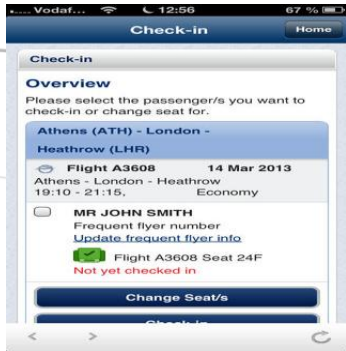 Vodaf... 12:56 67 %
Check-in Home
Check-in
Overview
Please select the passenger/s you want to
check-in or change seat for.
Athens (ATH) - London -
Heathrow (LHR)
Flight A3608 14 Mar 2013
Athens - London - Heathrow
19:10 - 21:15, Economy
MR JOHN SMITH
Frequent flyer number
Update frequent flyer info
Flight A3608 Seat 24F
Not yet checked in
Change Seat/s
Check-in